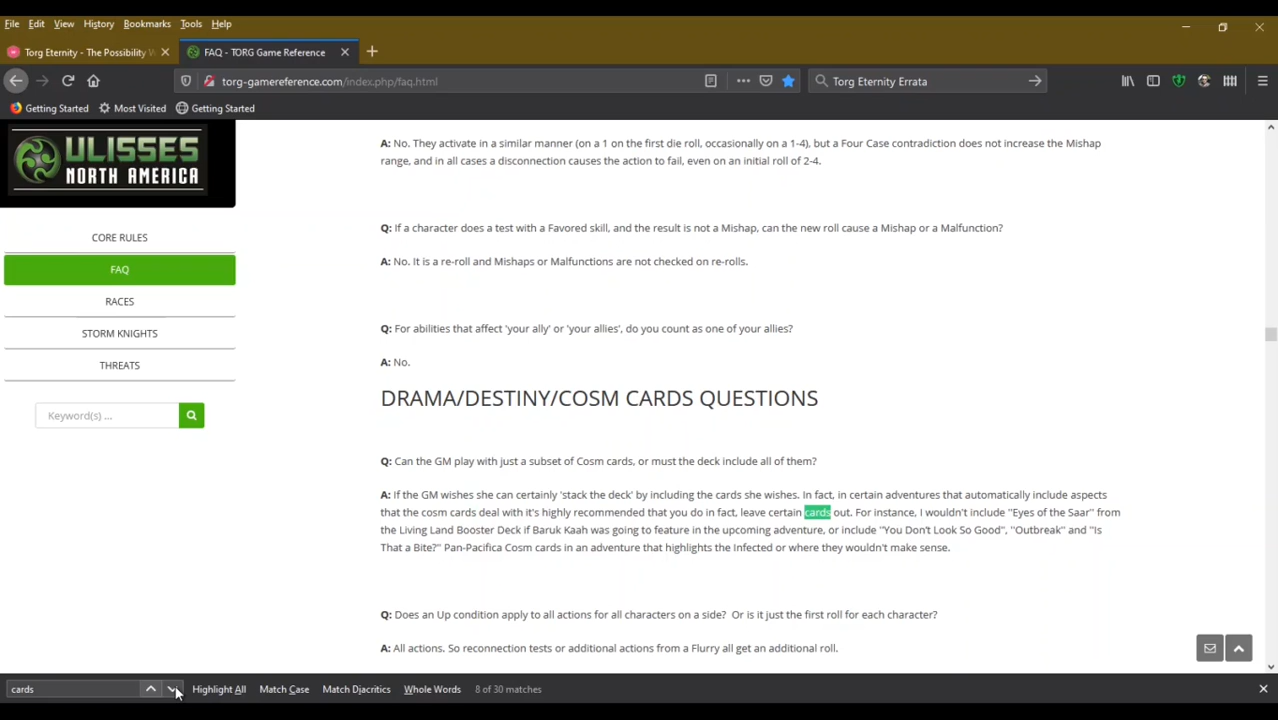 File Edit View History Bookmarks Tools Help
Torg Eternity - The Possibility W
FAQ - TORG Game Reference
torg-gamereference.com/index.php/faq.html
Torg Eternity Errata
Getting Started Most Visited Getting Started
ULISSES
NORTH AMERICA
CORE RULES
FAQ
RACES
STORM KNIGHTS
THREATS
Keyword(s) ...
A: No. They activate in a similar manner (on a 1 on the first die roll, occasionally on a 1-4), but a Four Case contradiction does not increase the Mishap
range, and in all cases a disconnection causes the action to fail, even on an initial roll of 2-4.
Q: If a character does a test with a Favored skill, and the result is not a Mishap, can the new roll cause a Mishap or a Malfunction?
A: No. It is a re-roll and Mishaps or Malfunctions are not checked on re-rolls.
Q: For abilities that affect 'your ally' or 'your allies', do you count as one of your allies?
A: No.
DRAMA/DESTINY/COSM CARDS QUESTIONS
Q: Can the GM play with just a subset of Cosm cards, or must the deck include all of them?
A: If the GM wishes she can certainly 'stack the deck' by including the cards she wishes. In fact, in certain adventures that automatically include aspects
that the cosm cards deal with it's highly recommended that you do in fact, leave certain cards out. For instance, I wouldn't include "Eyes of the Saar" from
the Living Land Booster Deck if Baruk Kaah was going to feature in the upcoming adventure, or include "You Don't Look So Good", "Outbreak" and "Is
That a Bite?" Pan-Pacifica Cosm cards in an adventure that highlights the Infected or where they wouldn't make sense.
Q: Does an Up condition apply to all actions for all characters on a side? Or is it just the first roll for each character?
A: All actions. So reconnection tests or additional actions from a Flurry all get an additional roll.
cards Highlight All Match Case Match Diacritics Whole Words 8 of 30 matches